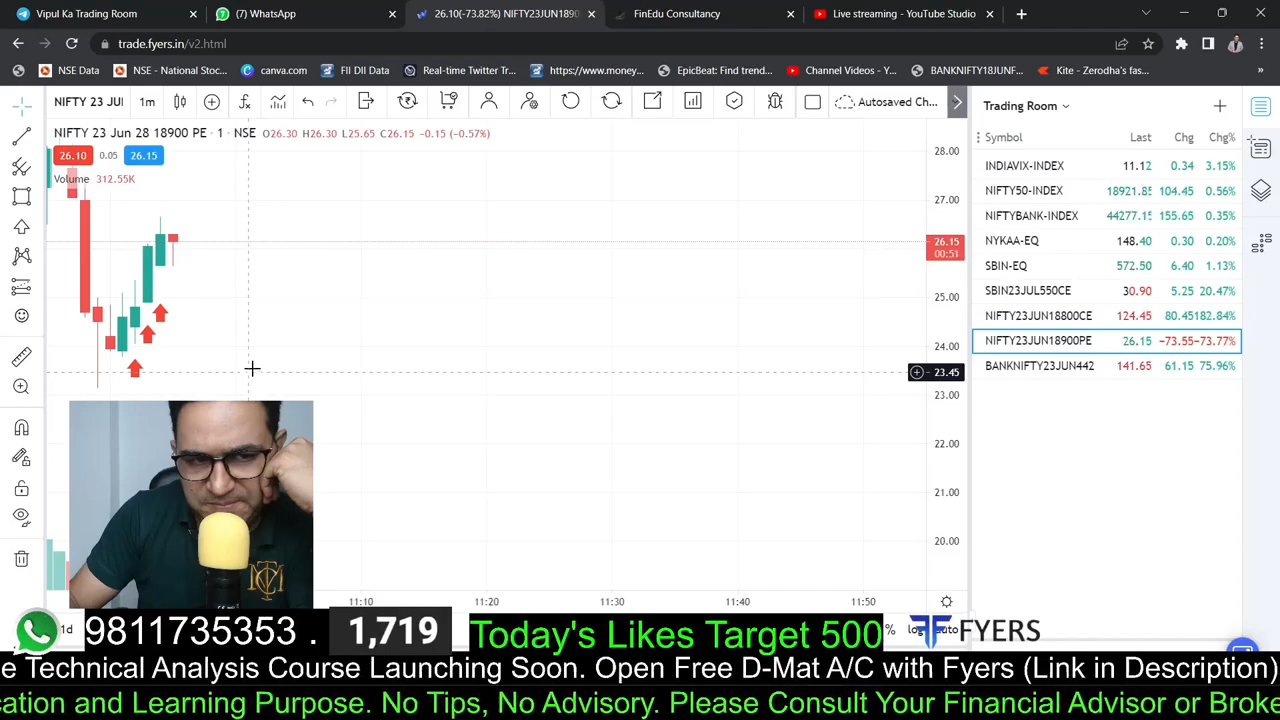 Vipul Ka Trading Room
(7) WhatsApp
26.10(-73.82%) NIFTY23JUN1890
FinEdu Consultancy
Live streaming - YouTube Studio
trade.fyers.in/v2.html
NSE Data
NSE - National Stoc...
canva.com
FII DII Data
Real-time Twitter Tr...
https://www.money...
EpicBeat: Find trend...
Channel Videos - Y...
BANKNIFTY18JUNF...
Kite - Zerodha's fas...
NIFTY 23 JUI
1m
Autosaved Ch...
Trading Room
NIFTY 23 Jun 28 18900 PE · 1 · NSE O26.30 H26.30 L25.65 C26.15 −0.15 (−0.57%)
26.10 0.05 26.15
Volume 312.55K
28.00
27.00
26.15
00:51
25.00
24.00
23.45
23.00
22.00
21.00
20.00
11:10 11:20 11:30 11:40 11:50
Symbol Last Chg Chg%
INDIAVIX-INDEX 11.12 0.34 3.15%
NIFTY50-INDEX 18921.85 104.45 0.56%
NIFTYBANK-INDEX 44277.15 155.65 0.35%
NYKAA-EQ 148.40 0.30 0.20%
SBIN-EQ 572.50 6.40 1.13%
SBIN23JUL550CE 30.90 5.25 20.47%
NIFTY23JUN18800CE 124.45 80.45 182.84%
NIFTY23JUN18900PE 26.15 −73.55 −73.77%
BANKNIFTY23JUN442 141.65 61.15 75.96%
1d
% log auto
9811735353 . 1,719 Today's Likes Target 500 FYERS
e Technical Analysis Course Launching Soon. Open Free D-Mat A/C with Fyers (Link in Description)
cation and Learning Purpose. No Tips, No Advisory. Please Consult Your Financial Advisor or Broke